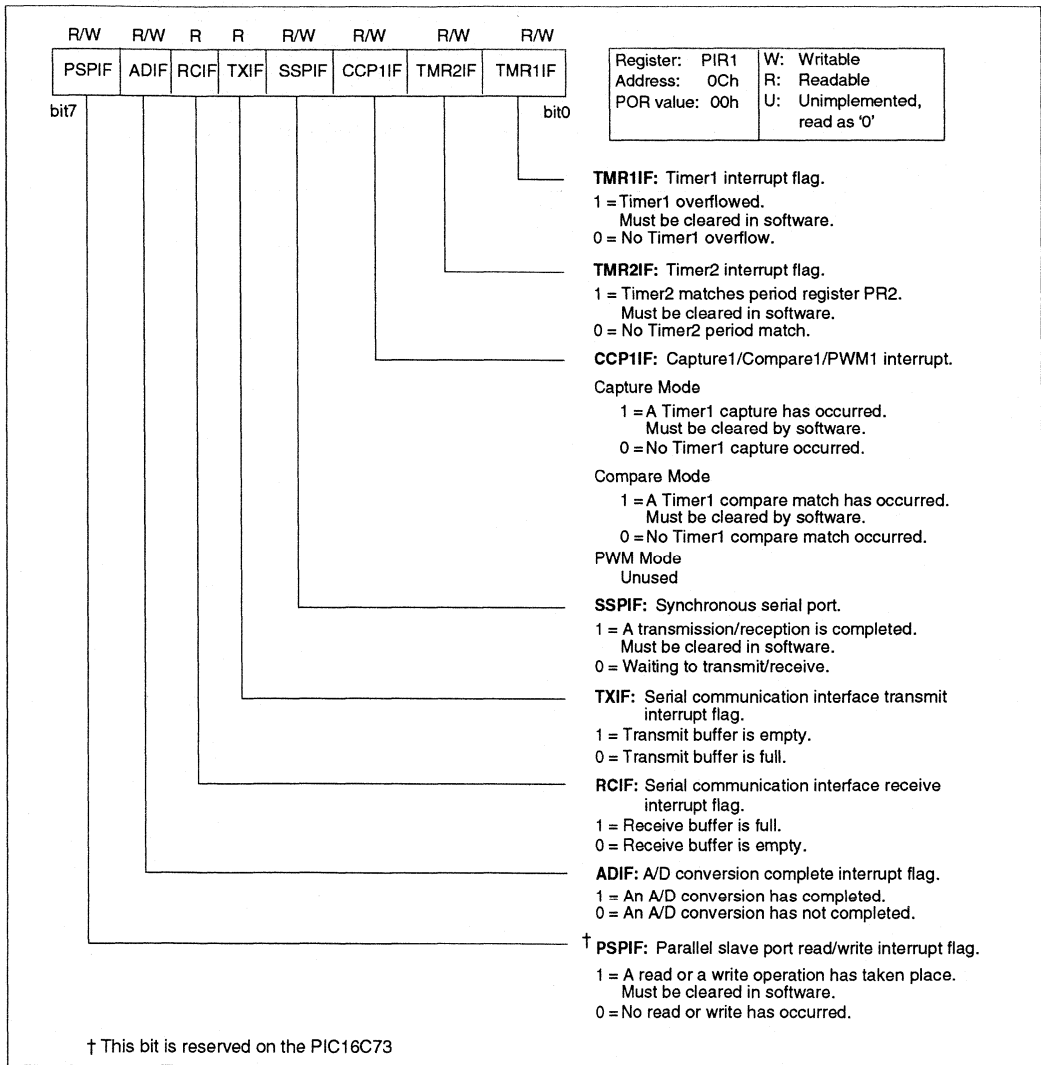 R/W R/W R R R/W R/W R/W R/W
PSPIF ADIF RCIF TXIF SSPIF CCP1IF TMR2IF TMR1IF
bit7 bit0
Register: PIR1
Address: 0Ch
POR value: 00h
W: Writable
R: Readable
U: Unimplemented,
read as '0'
TMR1IF: Timer1 interrupt flag.
1 = Timer1 overflowed.
Must be cleared in software.
0 = No Timer1 overflow.
TMR2IF: Timer2 interrupt flag.
1 = Timer2 matches period register PR2.
Must be cleared in software.
0 = No Timer2 period match.
CCP1IF: Capture1/Compare1/PWM1 interrupt.
Capture Mode
1 = A Timer1 capture has occurred.
Must be cleared by software.
0 = No Timer1 capture occurred.
Compare Mode
1 = A Timer1 compare match has occurred.
Must be cleared by software.
0 = No Timer1 compare match occurred.
PWM Mode
Unused
SSPIF: Synchronous serial port.
1 = A transmission/reception is completed.
Must be cleared in software.
0 = Waiting to transmit/receive.
TXIF: Serial communication interface transmit
interrupt flag.
1 = Transmit buffer is empty.
0 = Transmit buffer is full.
RCIF: Serial communication interface receive
interrupt flag.
1 = Receive buffer is full.
0 = Receive buffer is empty.
ADIF: A/D conversion complete interrupt flag.
1 = An A/D conversion has completed.
0 = An A/D conversion has not completed.
† PSPIF: Parallel slave port read/write interrupt flag.
1 = A read or a write operation has taken place.
Must be cleared in software.
0 = No read or write has occurred.
† This bit is reserved on the PIC16C73